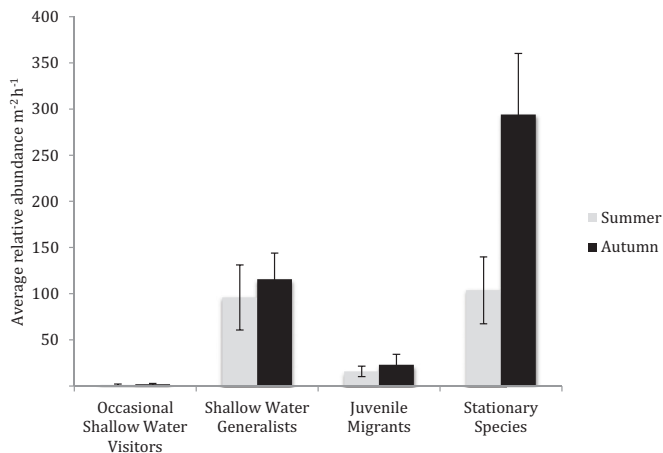 Average relative abundance m⁻² h⁻¹
400
350
300
250
200
150
100
50
Summer
Autumn
Occasional
Shallow Water
Visitors
Shallow Water
Generalists
Juvenile
Migrants
Stationary
Species